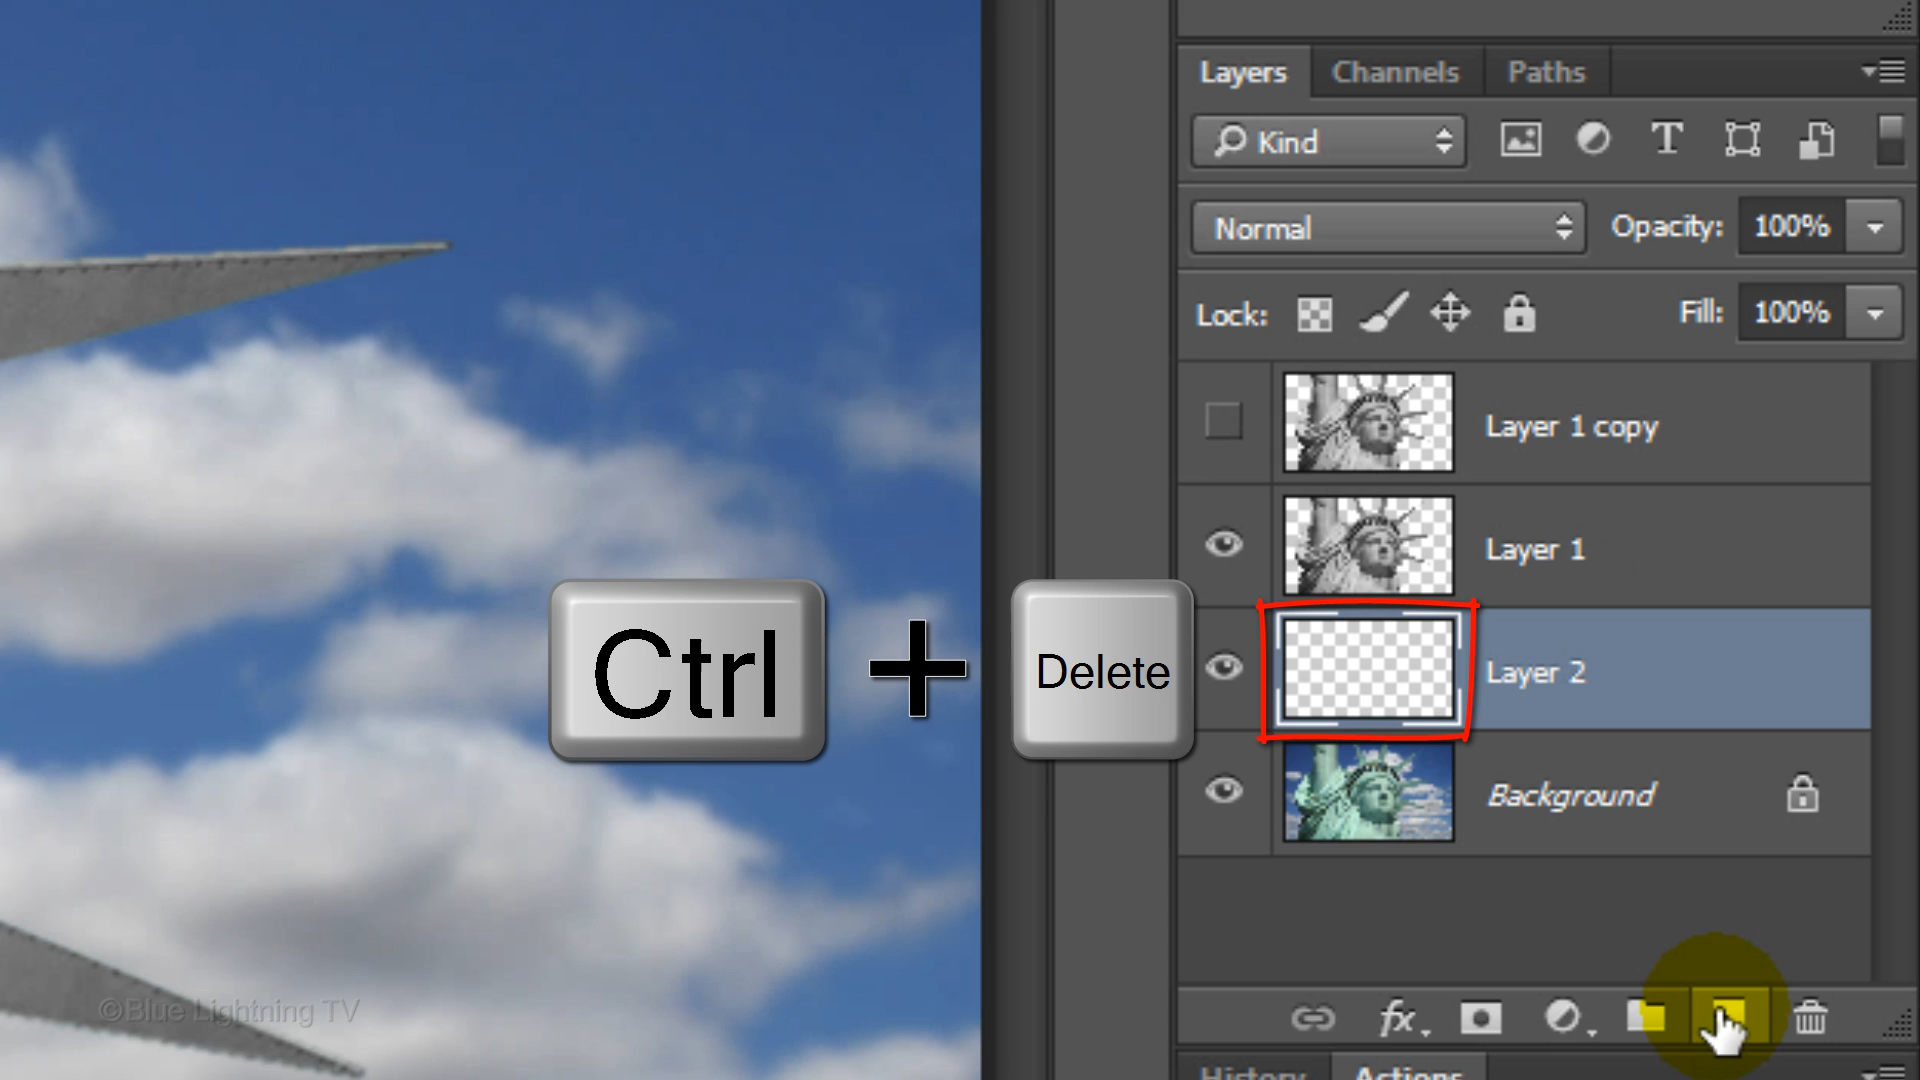 Layers Channels Paths
Kind T
Normal Opacity: 100%
Lock: Fill: 100%
Layer 1 copy
Layer 1
Ctrl + Delete
Layer 2
Background
©Blue Lightning TV
fx
History Actions